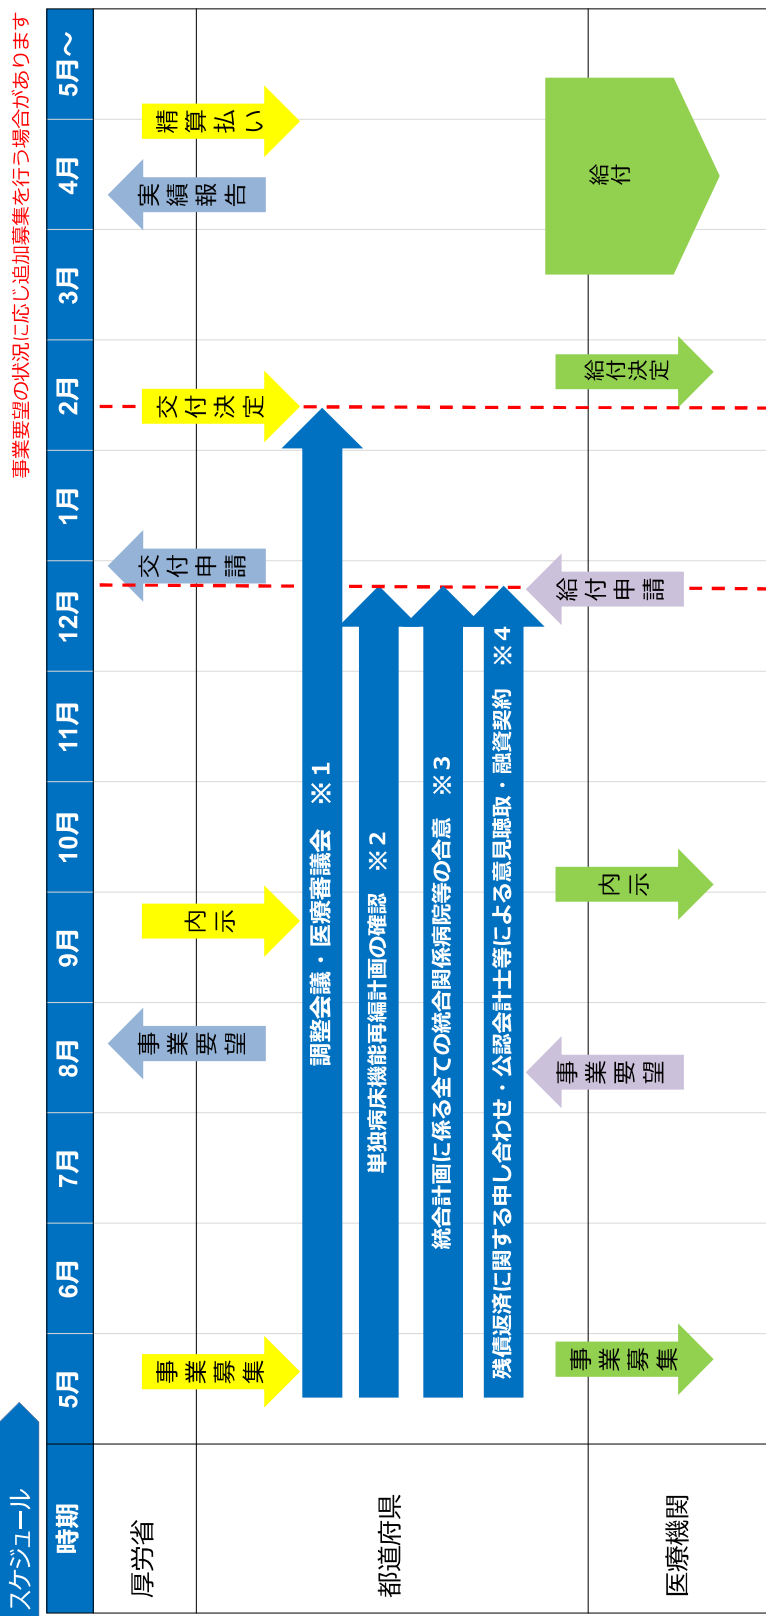 スケジュール
事業要望の状況に応じ追加募集を行う場合があります
時期
5月
6月
7月
8月
9月
10月
11月
12月
1月
2月
3月
4月
5月～
厚労省
事業募集
事業要望
内示
交付申請
交付決定
実績報告
精算払い
都道府県
調整会議・医療審議会　※１
単独病床機能再編計画の確認　※２
統合計画に係る全ての統合関係病院等の合意　※３
残債返済に関する申し合わせ・公認会計士等による意見聴取・融資契約　※４
医療機関
事業募集
事業要望
内示
給付申請
給付決定
給付